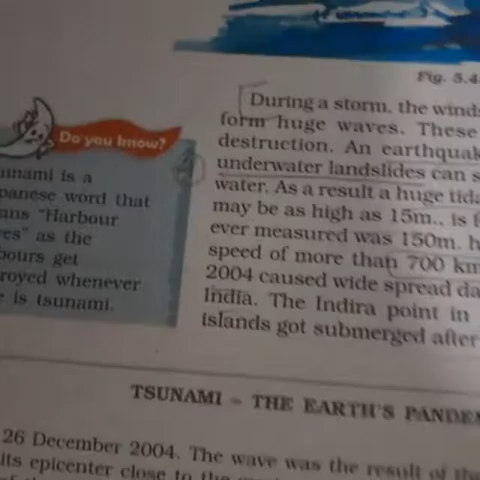 Fig. 5.4
During a storm, the winds
form huge waves. These
destruction. An earthquak
underwater landslides can s
water. As a result a huge tida
may be as high as 15m., is f
ever measured was 150m. h
speed of more than 700 km
2004 caused wide spread da
India. The Indira point in
islands got submerged after
Do you know?
unami is a
panese word that
ans "Harbour
es" as the
bours get
royed whenever
e is tsunami.
TSUNAMI – THE EARTH'S PANDE
26 December 2004. The wave was the result of the
its epicenter close to the